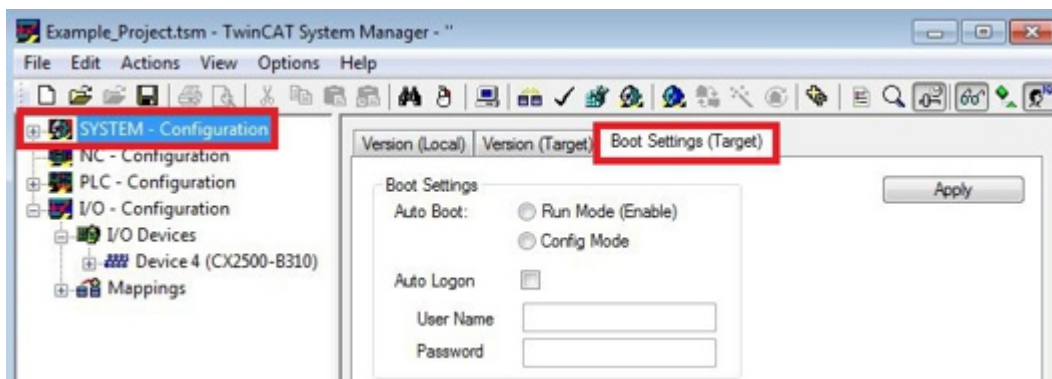 Example_Project.tsm - TwinCAT System Manager - ''
File Edit Actions View Options Help
SYSTEM - Configuration
NC - Configuration
PLC - Configuration
I/O - Configuration
I/O Devices
Device 4 (CX2500-B310)
Mappings
Version (Local) Version (Target) Boot Settings (Target)
Boot Settings
Apply
Auto Boot: Run Mode (Enable)
Config Mode
Auto Logon
User Name
Password